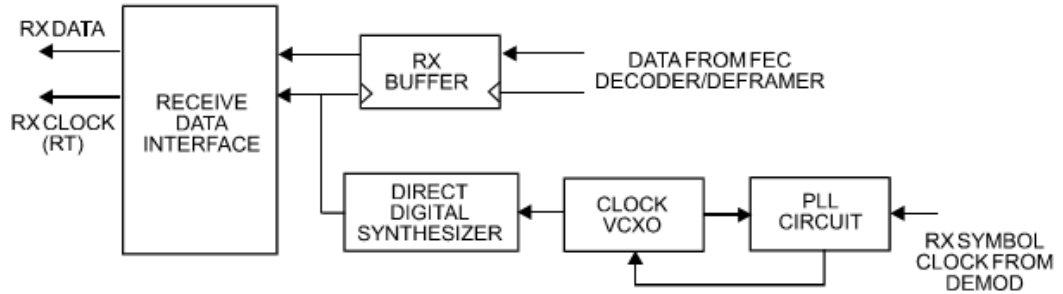 RX DATA
RX CLOCK
(RT)
RECEIVE
DATA
INTERFACE
RX
BUFFER
DATA FROM FEC
DECODER/DEFRAMER
DIRECT
DIGITAL
SYNTHESIZER
CLOCK
VCXO
PLL
CIRCUIT
RX SYMBOL
CLOCK FROM
DEMOD